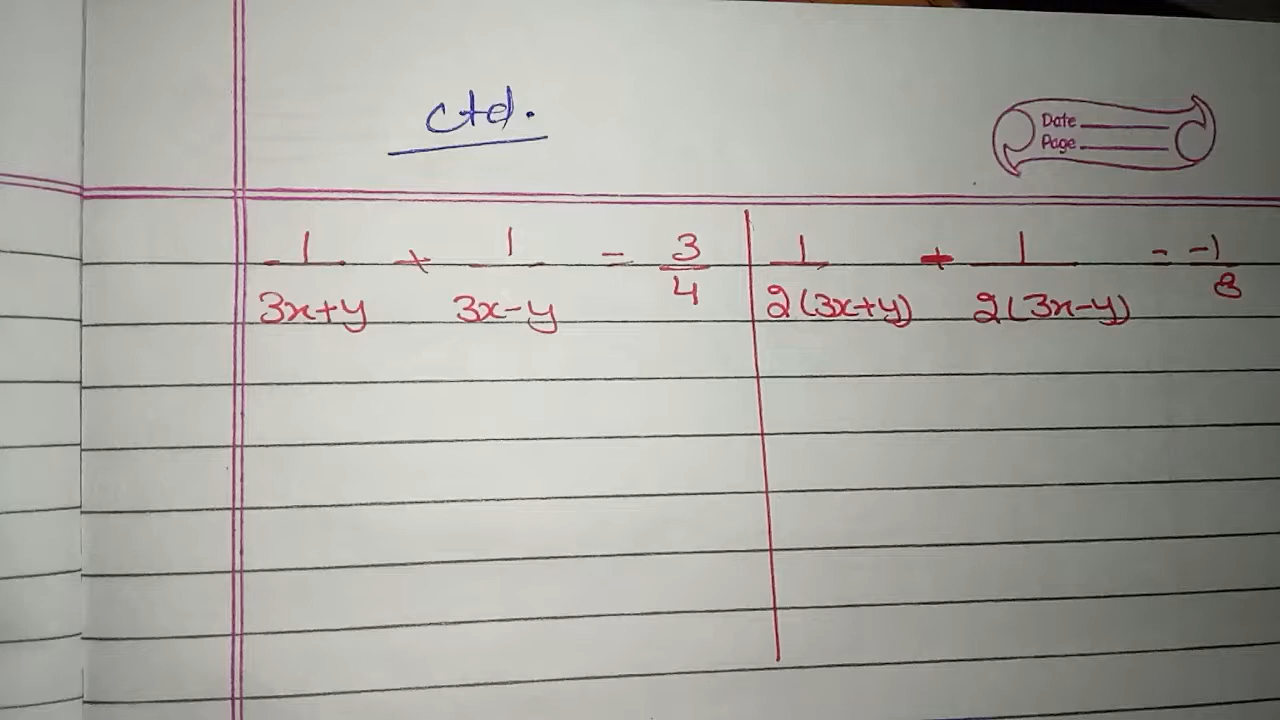 Ctd.
Date
Page
1/(3x+y) + 1/(3x-y) = 3/4
1/(2(3x+y)) + 1/(2(3x-y)) = -1/8